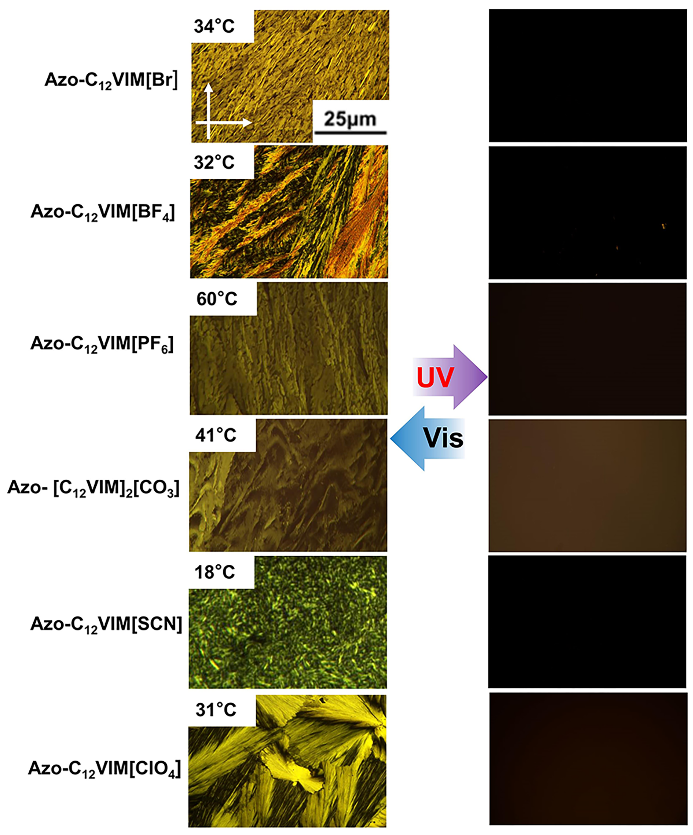 34°C
Azo-C₁₂VIM[Br]
25μm
32°C
Azo-C₁₂VIM[BF₄]
60°C
Azo-C₁₂VIM[PF₆]
UV
41°C
Vis
Azo- [C₁₂VIM]₂[CO₃]
18°C
Azo-C₁₂VIM[SCN]
31°C
Azo-C₁₂VIM[ClO₄]